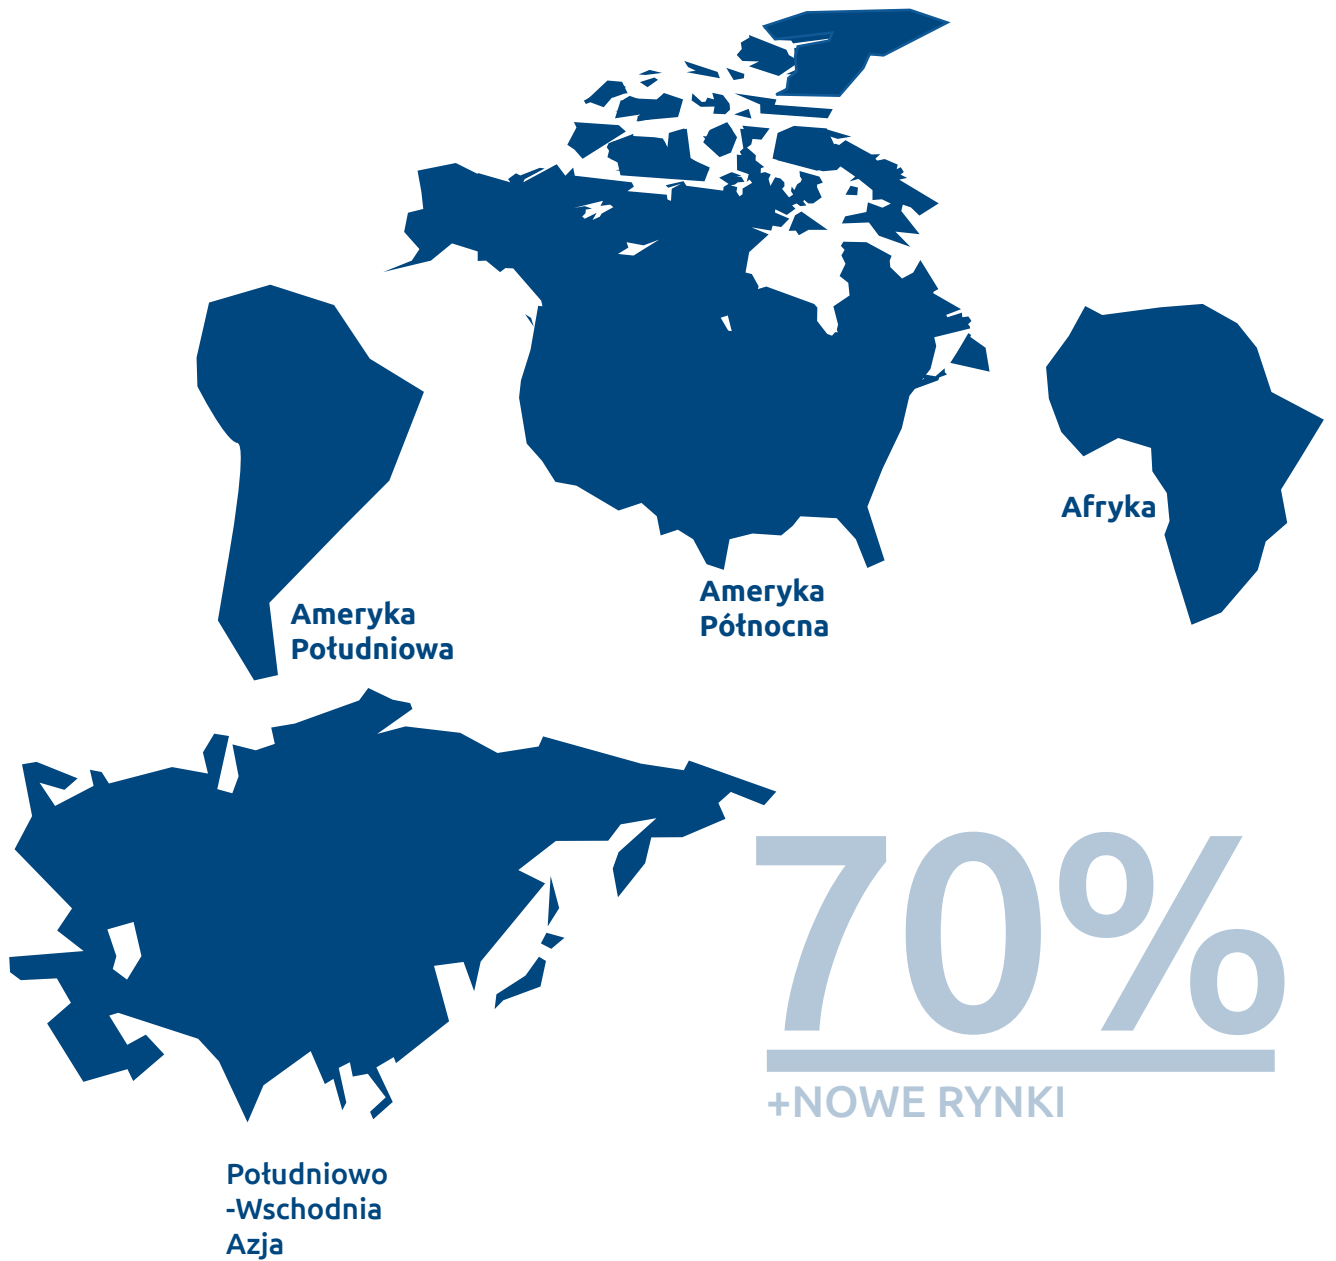 Afryka
Ameryka
Północna
Ameryka
Południowa
70%
+NOWE RYNKI
Południowo
-Wschodnia
Azja